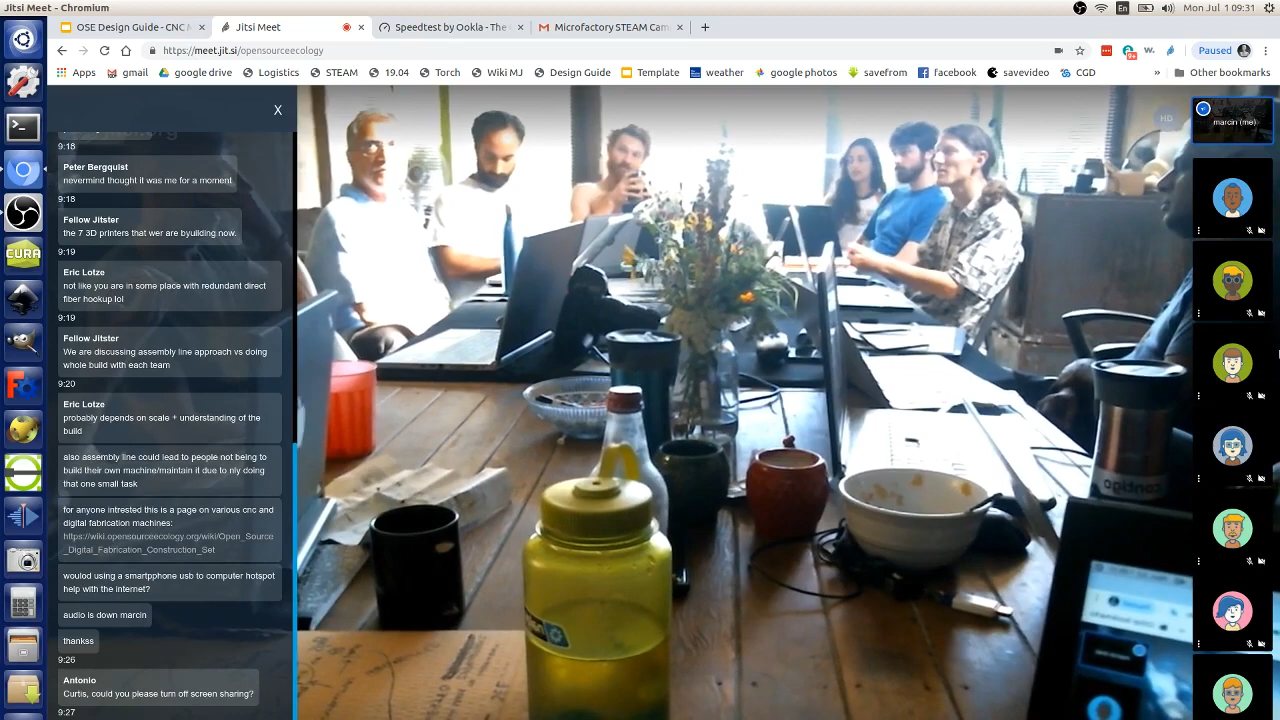 Jitsi Meet - Chromium
En
Mon Jul 1 09:31
OSE Design Guide - CNC
Jitsi Meet
Speedtest by Ookla - The
Microfactory STEAM Cam
https://meet.jit.si/opensourceecology
9+
w.
Paused
Apps
gmail
google drive
Logistics
STEAM
19.04
Torch
Wiki MJ
Design Guide
Template
weather
google photos
savefrom
facebook
savevideo
CGD
»
Other bookmarks
X
9:18
Peter Bergquist
nevermind thought it was me for a moment
9:18
Fellow Jitster
the 7 3D printers that wer are byuilding now.
9:19
Eric Lotze
not like you are in some place with redundant direct
fiber backup lol
9:19
Fellow Jitster
We are discussing assembly line approach vs doing
whole build with each team
9:20
Eric Lotze
probably depends on scale + understanding of the
build
also assembly line could lead to people not being to
build their own machine/maintain it due to nly doing
that one small task
for anyone intrested this is a page on various cnc and
digital fabrication machines:
https://wiki.opensourceecology.org/wiki/Open_Source
_Digital_Fabrication_Construction_Set
woulod using a smartpphone usb to computer hotspot
help with the internet?
audio is down marcin
thankss
9:26
Antonio
Curtis, could you please turn off screen sharing?
9:27
CURA
HD
marcin (me)
contigo